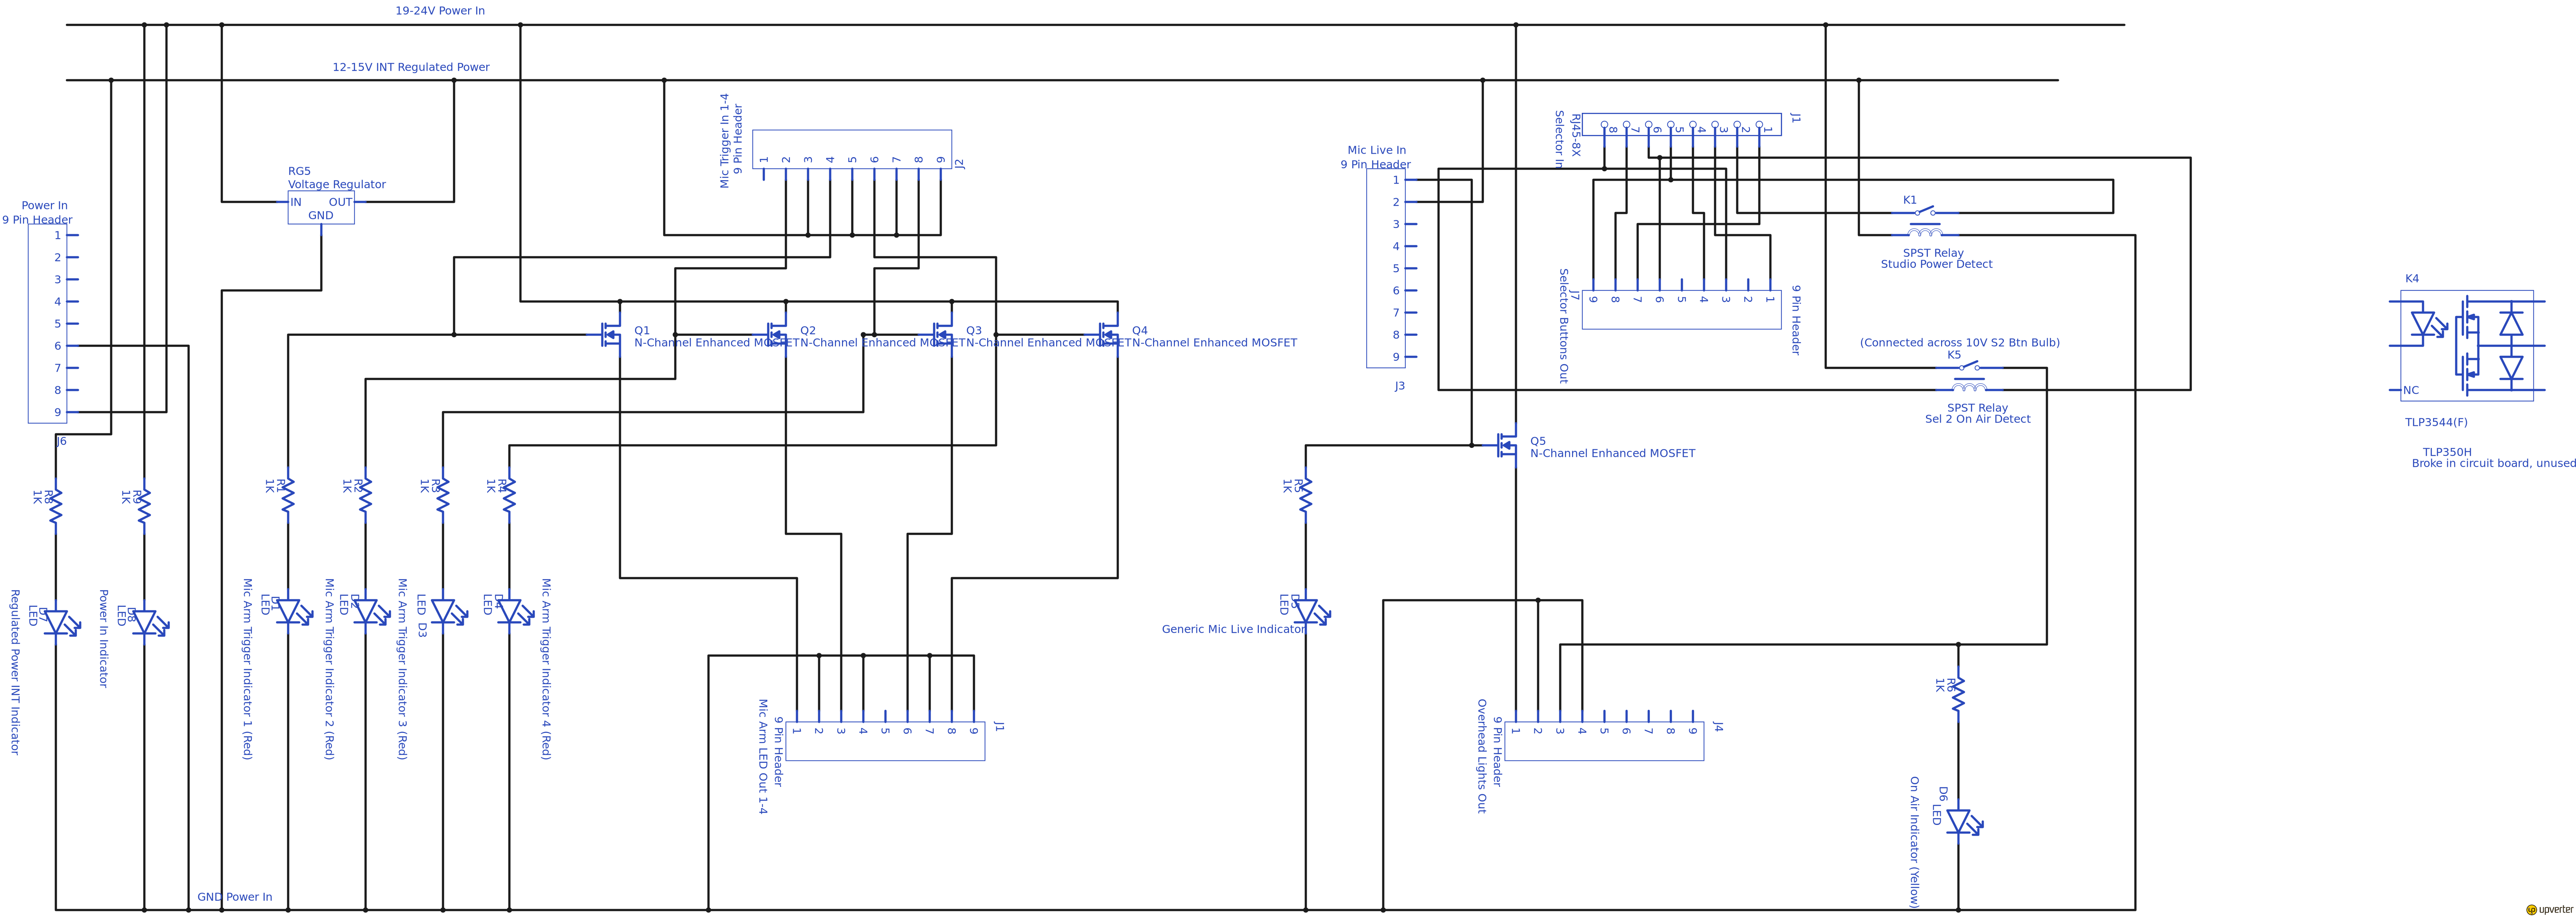 19-24V Power In
12-15V INT Regulated Power
Mic Trigger In 1-4
9 Pin Header
1 2 3 4 5 6 7 8 9
J2
RG5
Voltage Regulator
IN OUT
GND
Power In
9 Pin Header
1
2
3
4
5
6
7
8
9
J6
Mic Live In
9 Pin Header
1
2
3
4
5
6
7
8
9
J3
RJ45-8X
Selector In
8 7 6 5 4 3 2 1
J1
K1
SPST Relay
Studio Power Detect
Selector Buttons Out
J7
9 8 7 6 5 4 3 2 1
9 Pin Header
(Connected across 10V S2 Btn Bulb)
K5
SPST Relay
Sel 2 On Air Detect
K4
NC
TLP3544(F)
TLP350H
Broke in circuit board, unused
Q1
N-Channel Enhanced MOSFET
Q2
N-Channel Enhanced MOSFET
Q3
N-Channel Enhanced MOSFET
Q4
N-Channel Enhanced MOSFET
Q5
N-Channel Enhanced MOSFET
R8
1K
R9
1K
R1
1K
R2
1K
R3
1K
R4
1K
R5
1K
Regulated Power INT Indicator
D7
LED
Power In Indicator
D8
LED
Mic Arm Trigger Indicator 1 (Red)
D1
LED
Mic Arm Trigger Indicator 2 (Red)
D2
LED
Mic Arm Trigger Indicator 3 (Red)
LED D3
D4
LED
Mic Arm Trigger Indicator 4 (Red)
D5
LED
Generic Mic Live Indicator
Mic Arm LED Out 1-4
9 Pin Header
1 2 3 4 5 6 7 8 9
J1
Overhead Lights Out
9 Pin Header
1 2 3 4 5 6 7 8 9
J4
R6
1K
D6
LED
On Air Indicator (Yellow)
GND Power In
upverter